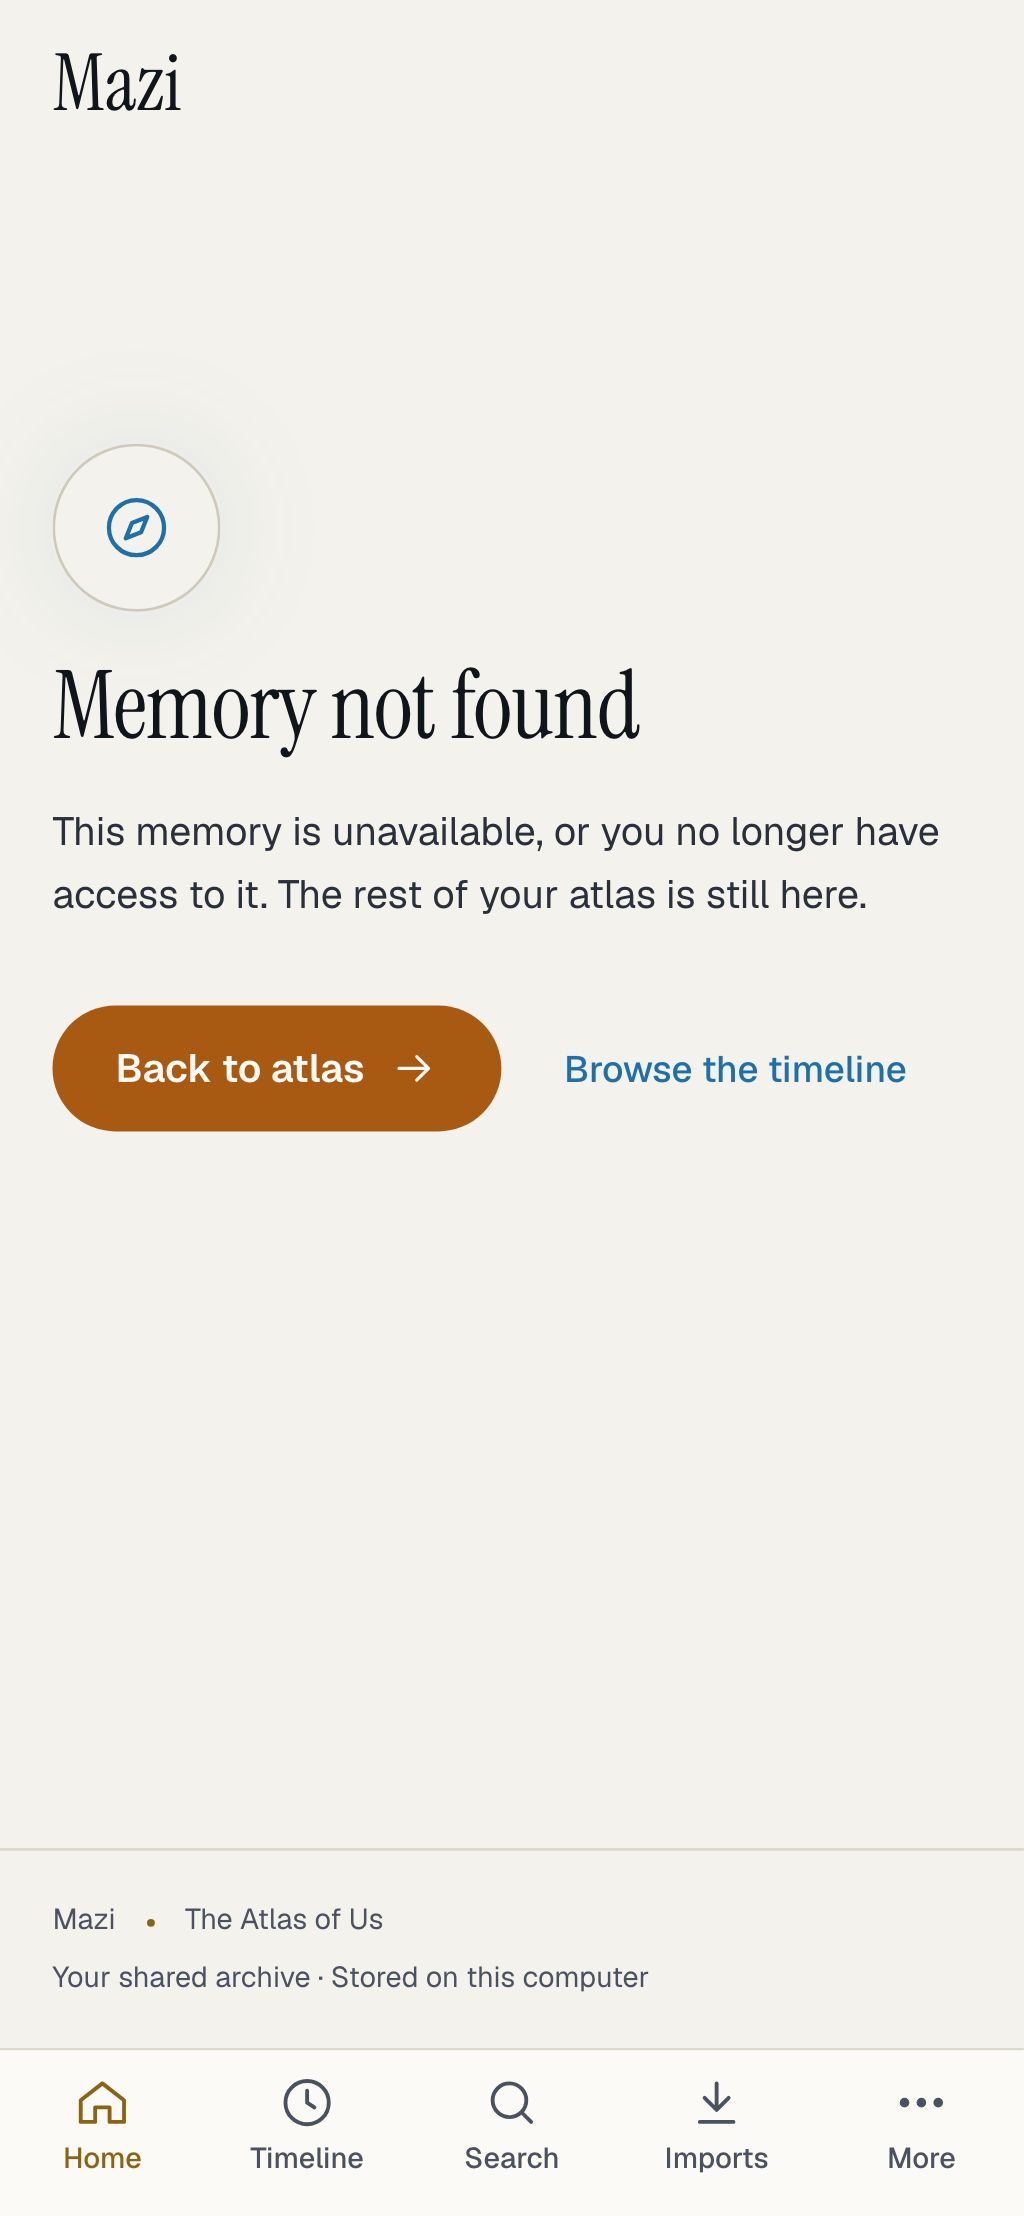 Mazi
Memory not found
This memory is unavailable, or you no longer have
access to it. The rest of your atlas is still here.
Back to atlas → Browse the timeline
Mazi • The Atlas of Us
Your shared archive · Stored on this computer
Home Timeline Search Imports More